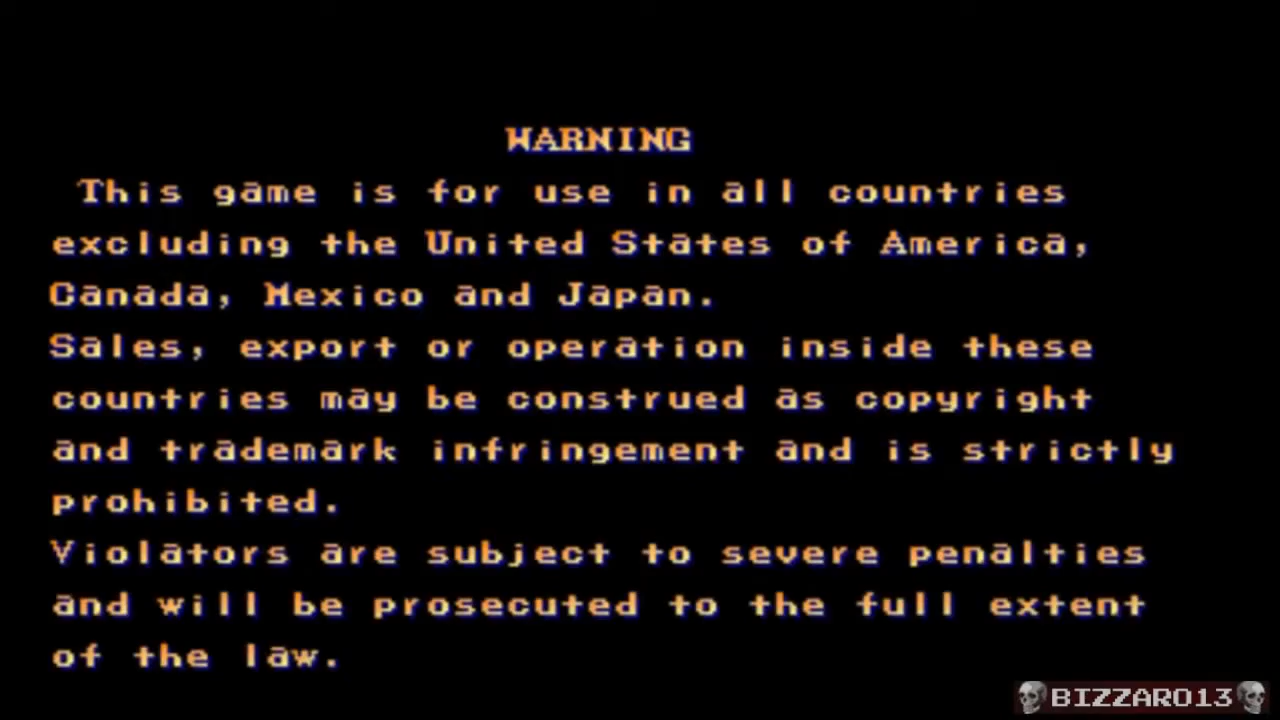 WARNING
This game is for use in all countries
excluding the United States of America,
Canada, Mexico and Japan.
Sales, export or operation inside these
countries may be construed as copyright
and trademark infringement and is strictly
prohibited.
Violators are subject to severe penalties
and will be prosecuted to the full extent
of the law.
BIZZARO13